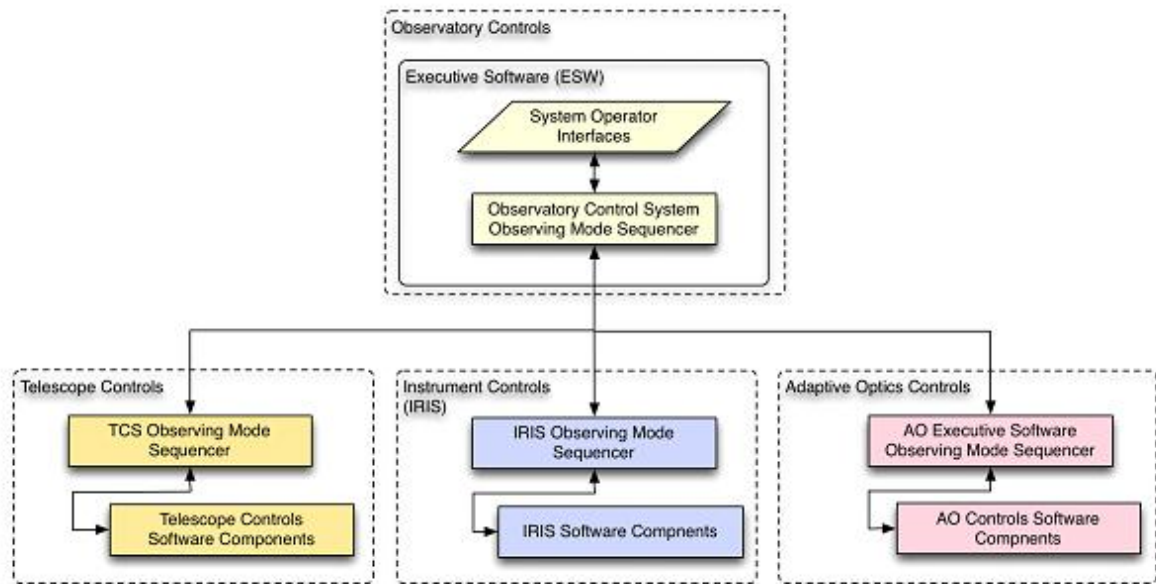 Observatory Controls
Executive Software (ESW)
System Operator
Interfaces
Observatory Control System
Observing Mode Sequencer
Telescope Controls
TCS Observing Mode
Sequencer
Telescope Controls
Software Components
Instrument Controls
(IRIS)
IRIS Observing Mode
Sequencer
IRIS Software Compnents
Adaptive Optics Controls
AO Executive Software
Observing Mode Sequencer
AO Controls Software
Compnents